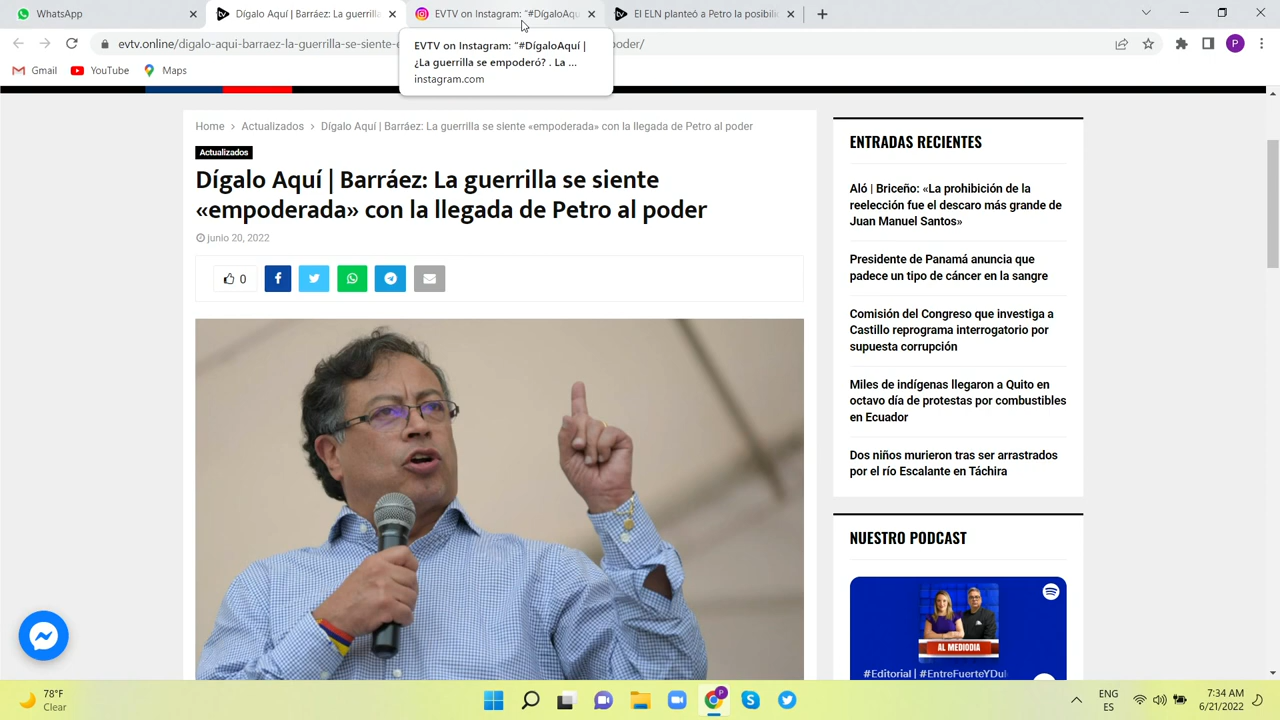 WhatsApp
Dígalo Aquí | Barráez: La guerrilla
EVTV on Instagram: "#DígaloAqu
El ELN planteó a Petro la posibili
evtv.online/digalo-aqui-barraez-la-guerrilla-se-siente-
oder/
P
EVTV on Instagram: "#DígaloAquí |
¿La guerrilla se empoderó? . La ...
instagram.com
Gmail
YouTube
Maps
Home > Actualizados > Dígalo Aquí | Barráez: La guerrilla se siente «empoderada» con la llegada de Petro al poder
Actualizados
Dígalo Aquí | Barráez: La guerrilla se siente
«empoderada» con la llegada de Petro al poder
junio 20, 2022
0
ENTRADAS RECIENTES
Aló | Briceño: «La prohibición de la
reelección fue el descaro más grande de
Juan Manuel Santos»
Presidente de Panamá anuncia que
padece un tipo de cáncer en la sangre
Comisión del Congreso que investiga a
Castillo reprograma interrogatorio por
supuesta corrupción
Miles de indígenas llegaron a Quito en
octavo día de protestas por combustibles
en Ecuador
Dos niños murieron tras ser arrastrados
por el río Escalante en Táchira
NUESTRO PODCAST
AL MEDIODIA
#Editorial | #EntreFuerteYDul
78°F
Clear
P
ENG
ES
7:34 AM
6/21/2022